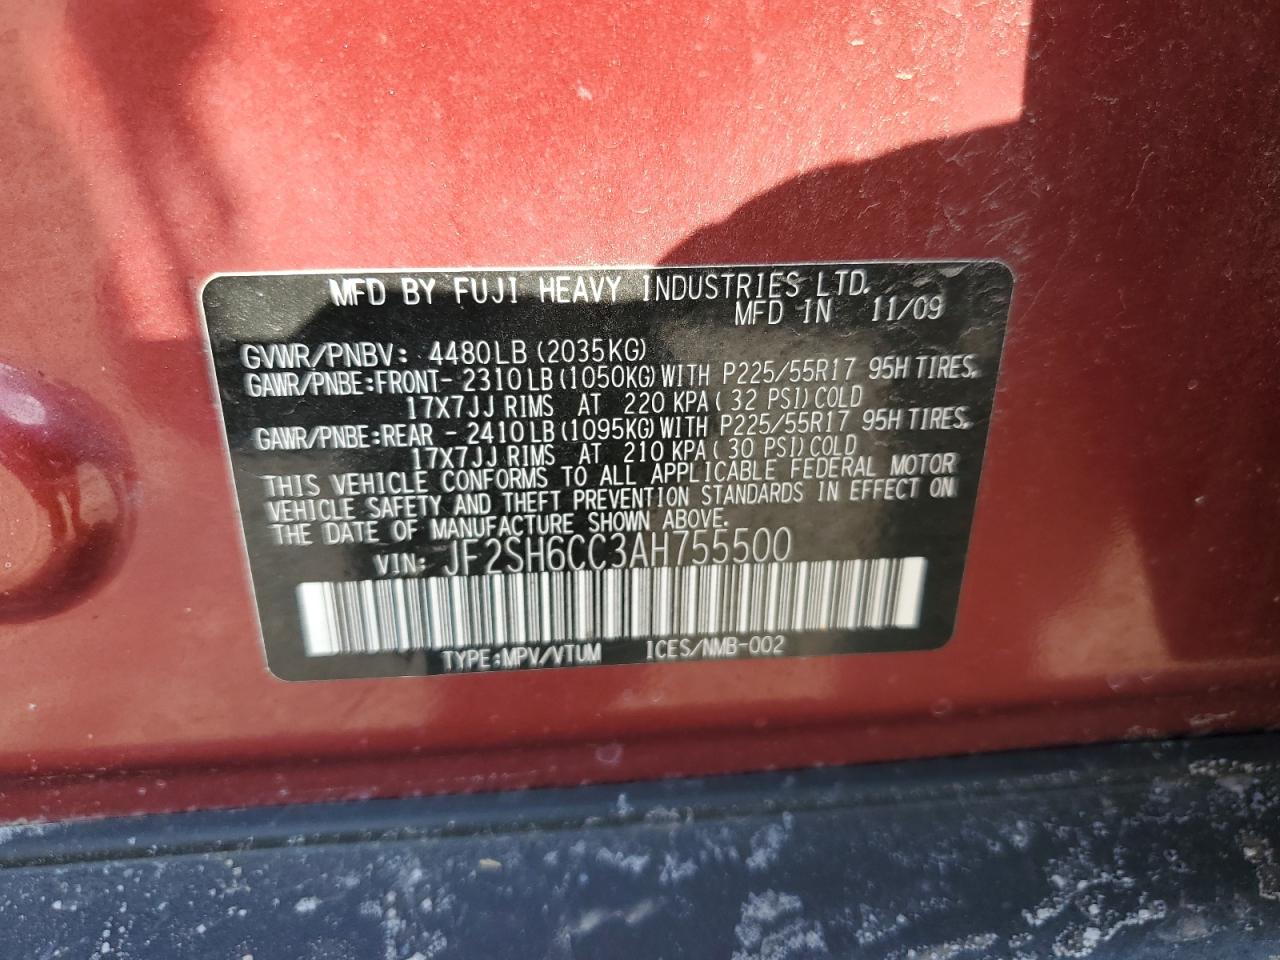 MFD BY FUJI HEAVY INDUSTRIES LTD.
MFD IN 11/09
GVWR/PNBV: 4480LB (2035KG)
GAWR/PNBE:FRONT- 2310LB(1050KG)WITH P225/55R17 95H TIRES,
17X7JJ RIMS AT 220 KPA( 32 PSI)COLD
GAWR/PNBE:REAR - 2410LB(1095KG)WITH P225/55R17 95H TIRES,
17X7JJ RIMS AT 210 KPA( 30 PSI)COLD
THIS VEHICLE CONFORMS TO ALL APPLICABLE FEDERAL MOTOR
VEHICLE SAFETY AND THEFT PREVENTION STANDARDS IN EFFECT ON
THE DATE OF MANUFACTURE SHOWN ABOVE.
VIN: JF2SH6CC3AH755500
TYPE:MPV/VTUM ICES/NMB-002